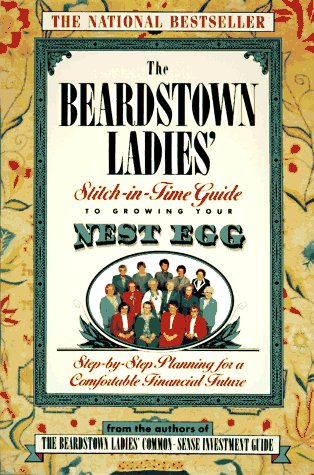 THE NATIONAL BESTSELLER
The
BEARDSTOWN
LADIES'
Stitch-in-Time Guide
TO GROWING YOUR
NEST EGG
Step-by-Step Planning for a
Comfortable Financial Future
from the authors of
THE BEARDSTOWN LADIES' COMMON-SENSE INVESTMENT GUIDE